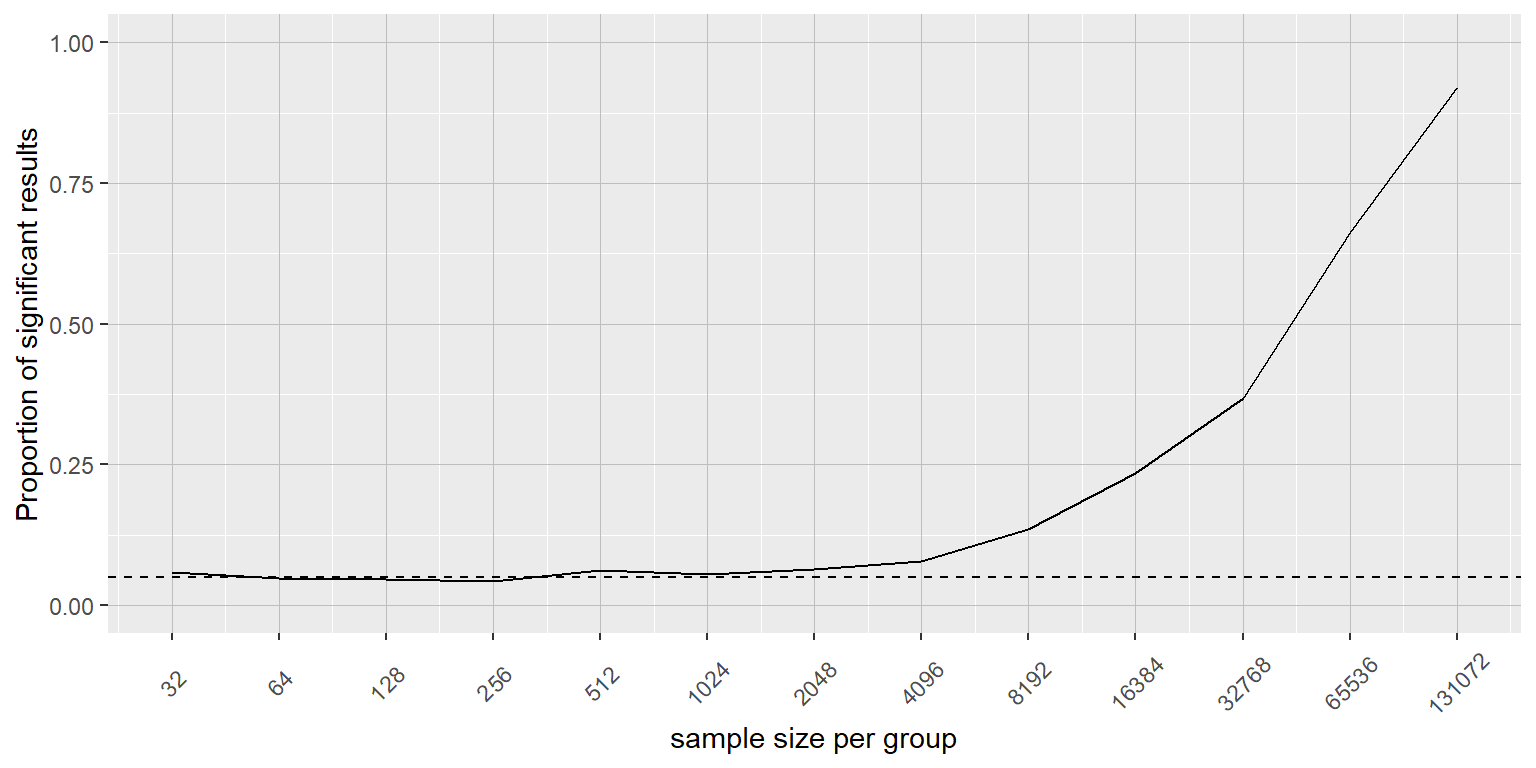 Proportion of significant results
1.00
0.75
0.50
0.25
0.00
32 64 128 256 512 1024 2048 4096 8192 16384 32768 65536 131072
sample size per group